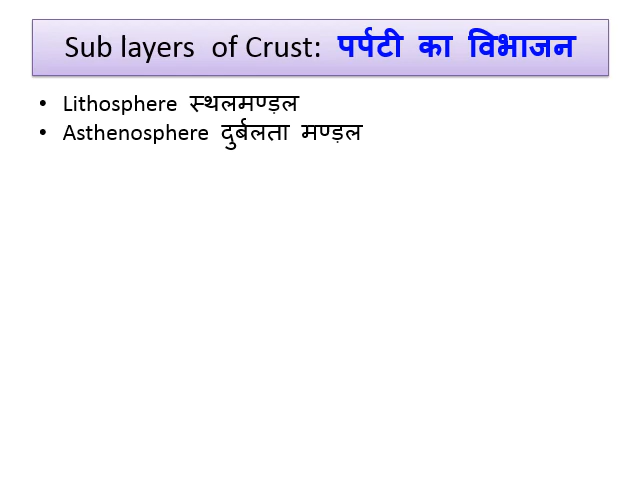 Sub layers of Crust: पर्पटी का विभाजन
• Lithosphere स्थलमण्ड़ल
• Asthenosphere दुर्बलता मण्ड़ल